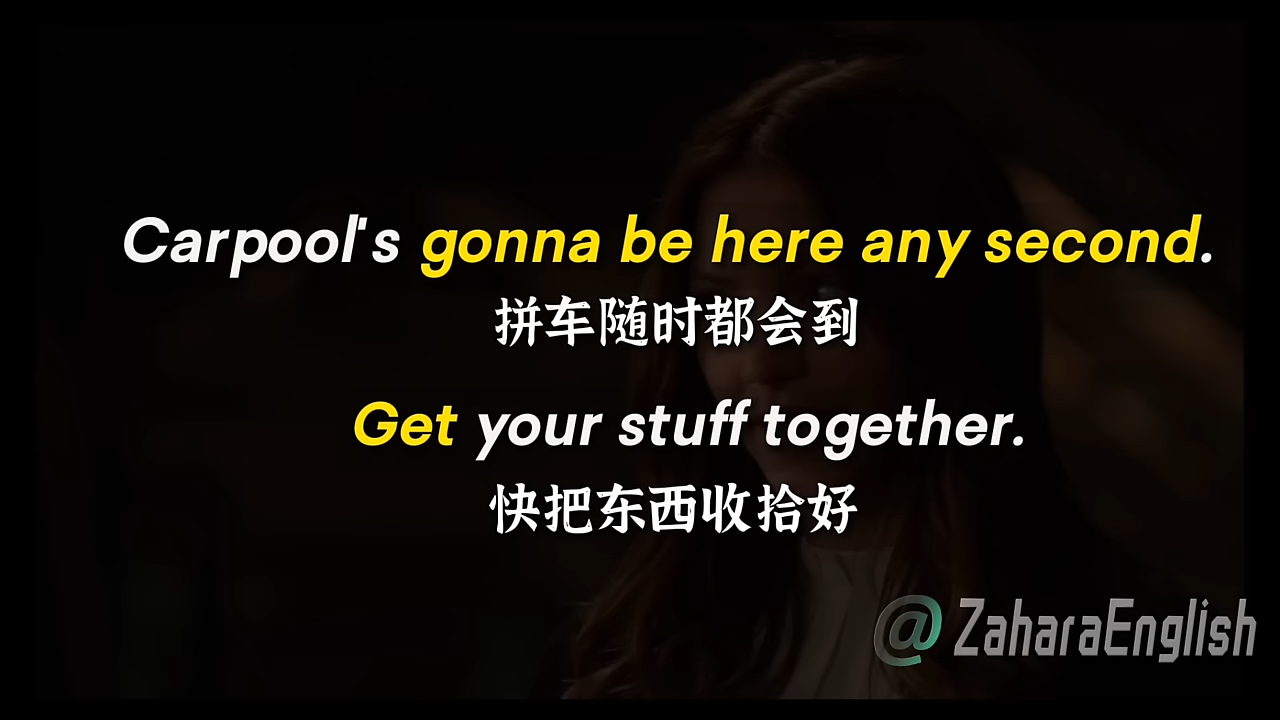 Carpool's gonna be here any second.
拼车随时都会到
Get your stuff together.
快把东西收拾好
@ZaharaEnglish